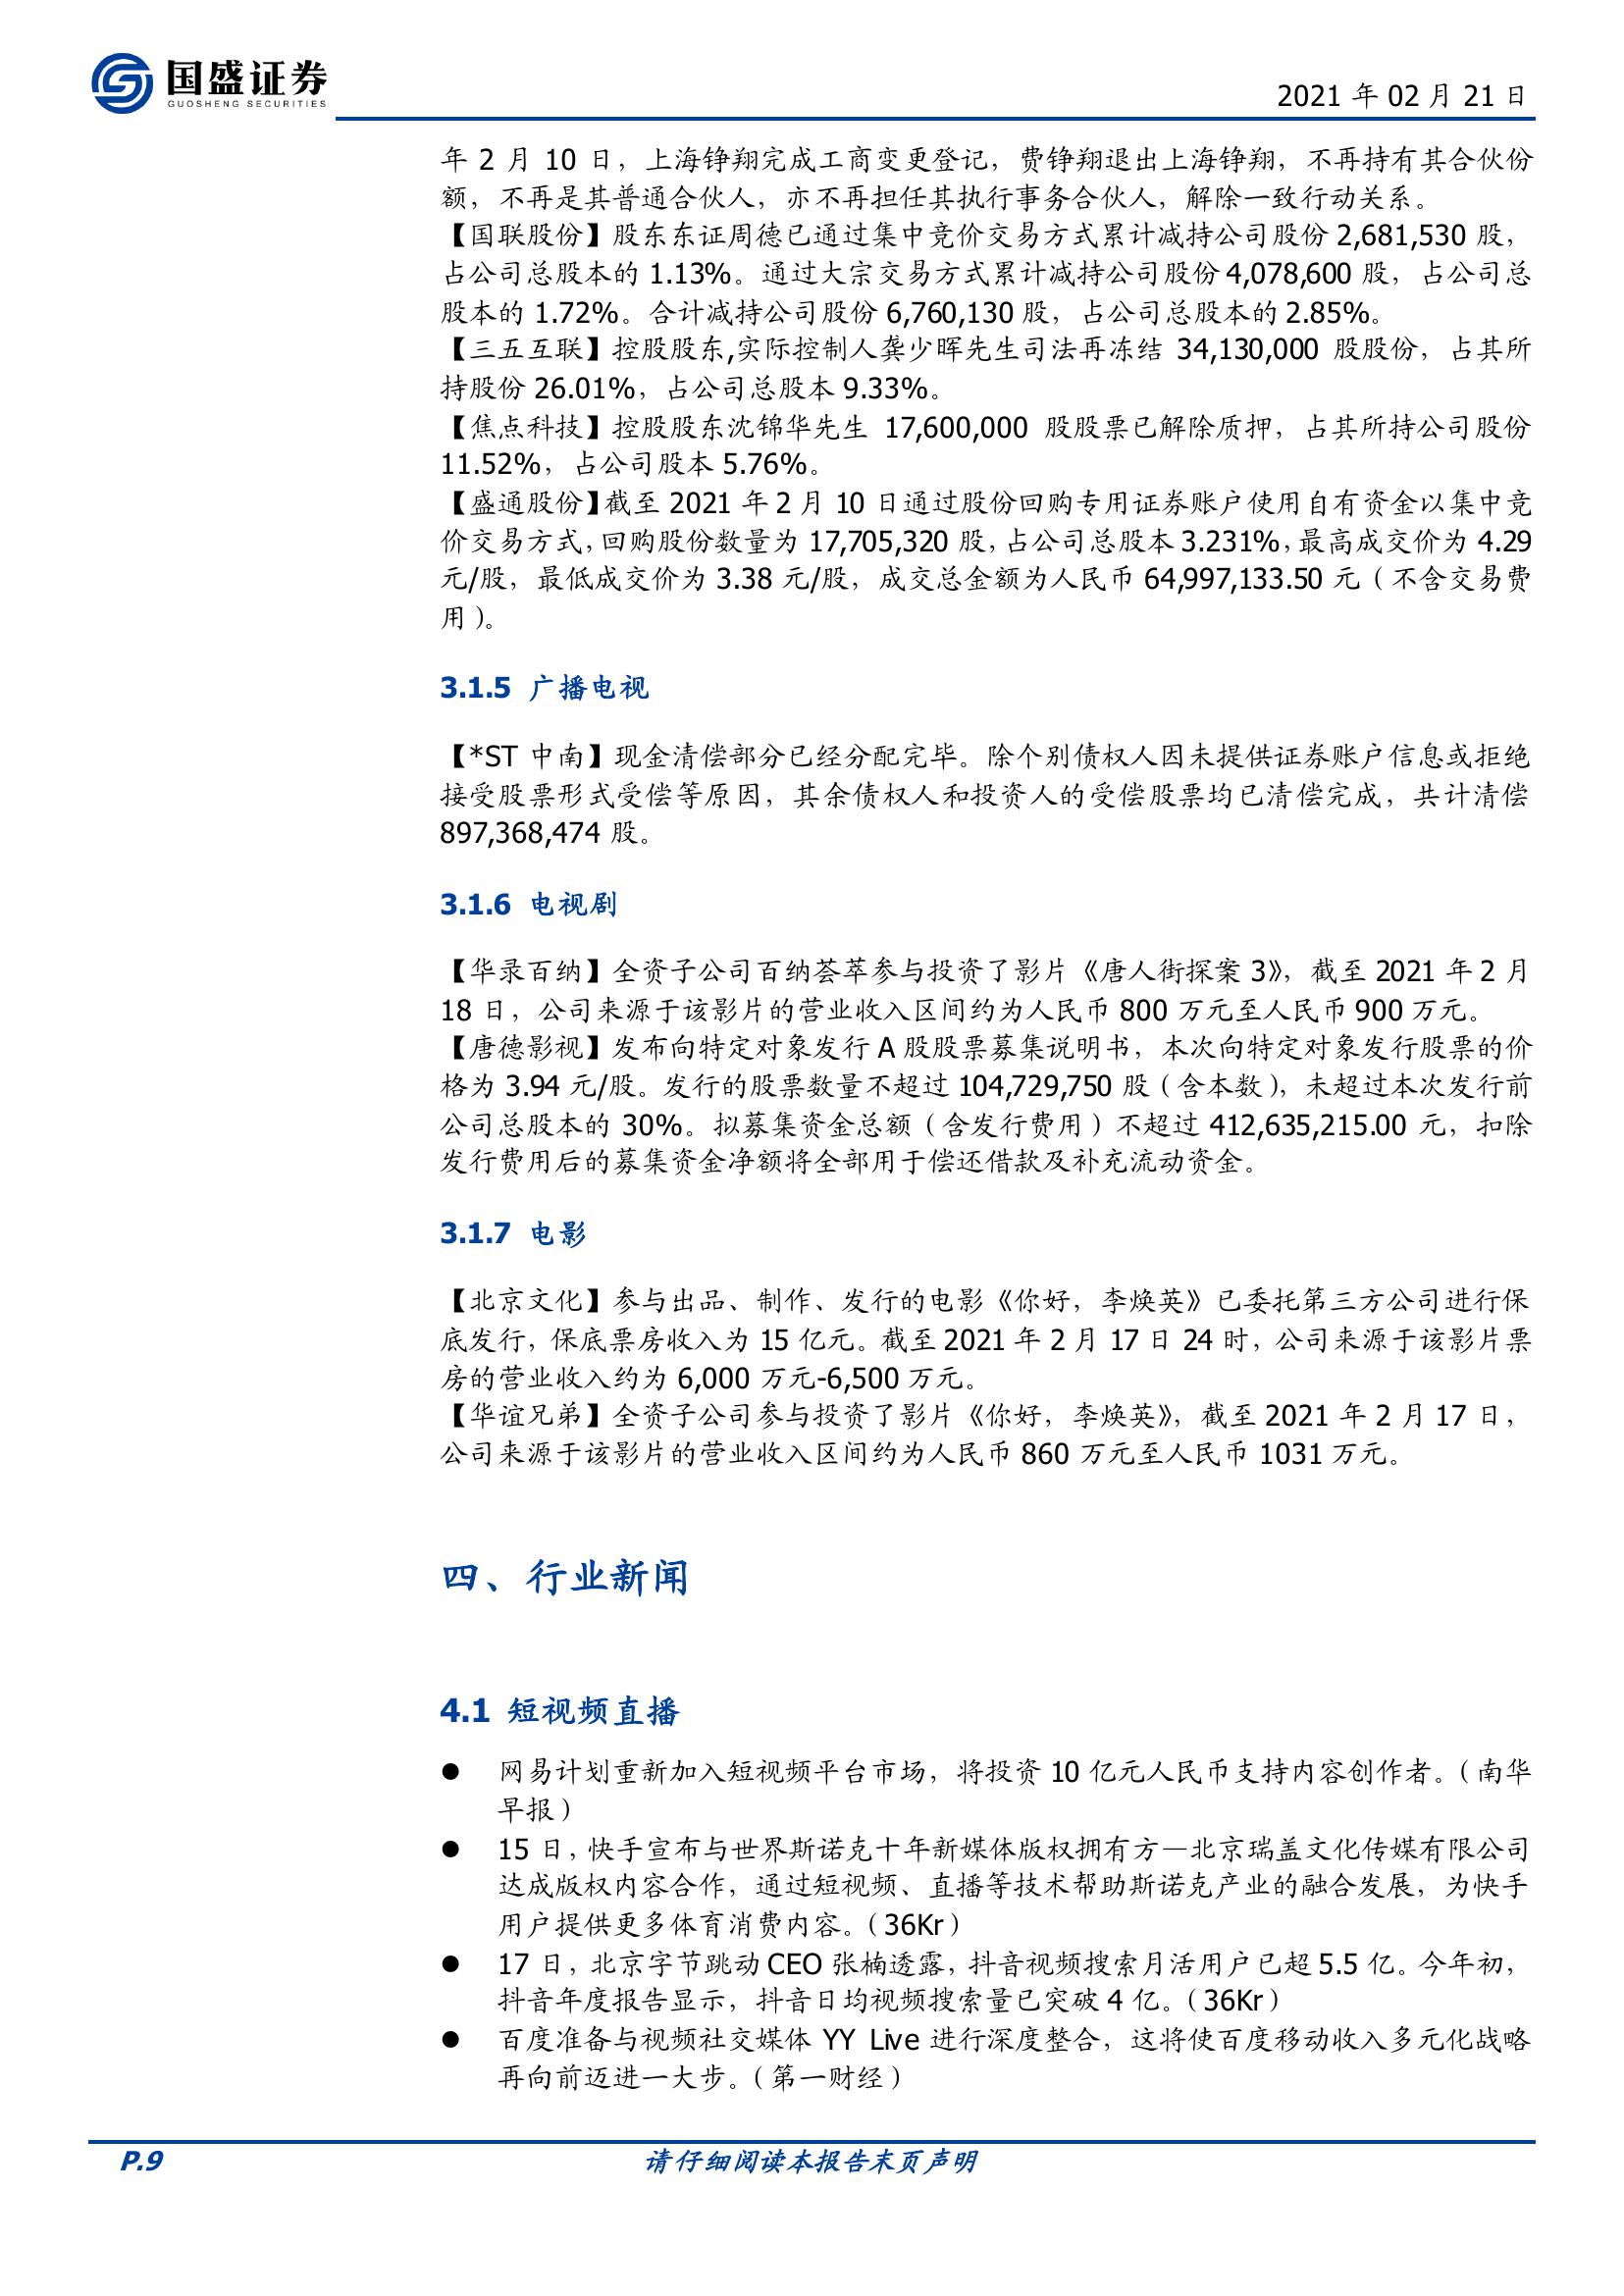 国盛证券
GUOSHENG SECURITIES
2021 年 02 月 21 日
年 2 月 10 日，上海铮翔完成工商变更登记，费铮翔退出上海铮翔，不再持有其合伙份
额，不再是其普通合伙人，亦不再担任其执行事务合伙人，解除一致行动关系。
【国联股份】股东东证周德已通过集中竞价交易方式累计减持公司股份 2,681,530 股，
占公司总股本的 1.13%。通过大宗交易方式累计减持公司股份 4,078,600 股，占公司总
股本的 1.72%。合计减持公司股份 6,760,130 股，占公司总股本的 2.85%。
【三五互联】控股股东,实际控制人龚少晖先生司法再冻结 34,130,000 股股份，占其所
持股份 26.01%，占公司总股本 9.33%。
【焦点科技】控股股东沈锦华先生 17,600,000 股股票已解除质押，占其所持公司股份
11.52%，占公司股本 5.76%。
【盛通股份】截至 2021 年 2 月 10 日通过股份回购专用证券账户使用自有资金以集中竞
价交易方式，回购股份数量为 17,705,320 股，占公司总股本 3.231%，最高成交价为 4.29
元/股，最低成交价为 3.38 元/股，成交总金额为人民币 64,997,133.50 元（不含交易费
用）。
3.1.5 广播电视
【*ST 中南】现金清偿部分已经分配完毕。除个别债权人因未提供证券账户信息或拒绝
接受股票形式受偿等原因，其余债权人和投资人的受偿股票均已清偿完成，共计清偿
897,368,474 股。
3.1.6 电视剧
【华录百纳】全资子公司百纳荟萃参与投资了影片《唐人街探案 3》，截至 2021 年 2 月
18 日，公司来源于该影片的营业收入区间约为人民币 800 万元至人民币 900 万元。
【唐德影视】发布向特定对象发行 A 股股票募集说明书，本次向特定对象发行股票的价
格为 3.94 元/股。发行的股票数量不超过 104,729,750 股（含本数），未超过本次发行前
公司总股本的 30%。拟募集资金总额（含发行费用）不超过 412,635,215.00 元，扣除
发行费用后的募集资金净额将全部用于偿还借款及补充流动资金。
3.1.7 电影
【北京文化】参与出品、制作、发行的电影《你好，李焕英》已委托第三方公司进行保
底发行，保底票房收入为 15 亿元。截至 2021 年 2 月 17 日 24 时，公司来源于该影片票
房的营业收入约为 6,000 万元-6,500 万元。
【华谊兄弟】全资子公司参与投资了影片《你好，李焕英》，截至 2021 年 2 月 17 日，
公司来源于该影片的营业收入区间约为人民币 860 万元至人民币 1031 万元。
四、行业新闻
4.1 短视频直播
● 网易计划重新加入短视频平台市场，将投资 10 亿元人民币支持内容创作者。（南华
早报）
● 15 日，快手宣布与世界斯诺克十年新媒体版权拥有方—北京瑞盖文化传媒有限公司
达成版权内容合作，通过短视频、直播等技术帮助斯诺克产业的融合发展，为快手
用户提供更多体育消费内容。（36Kr）
● 17 日，北京字节跳动 CEO 张楠透露，抖音视频搜索月活用户已超 5.5 亿。今年初，
抖音年度报告显示，抖音日均视频搜索量已突破 4 亿。（36Kr）
● 百度准备与视频社交媒体 YY Live 进行深度整合，这将使百度移动收入多元化战略
再向前迈进一大步。（第一财经）
P.9
请仔细阅读本报告末页声明